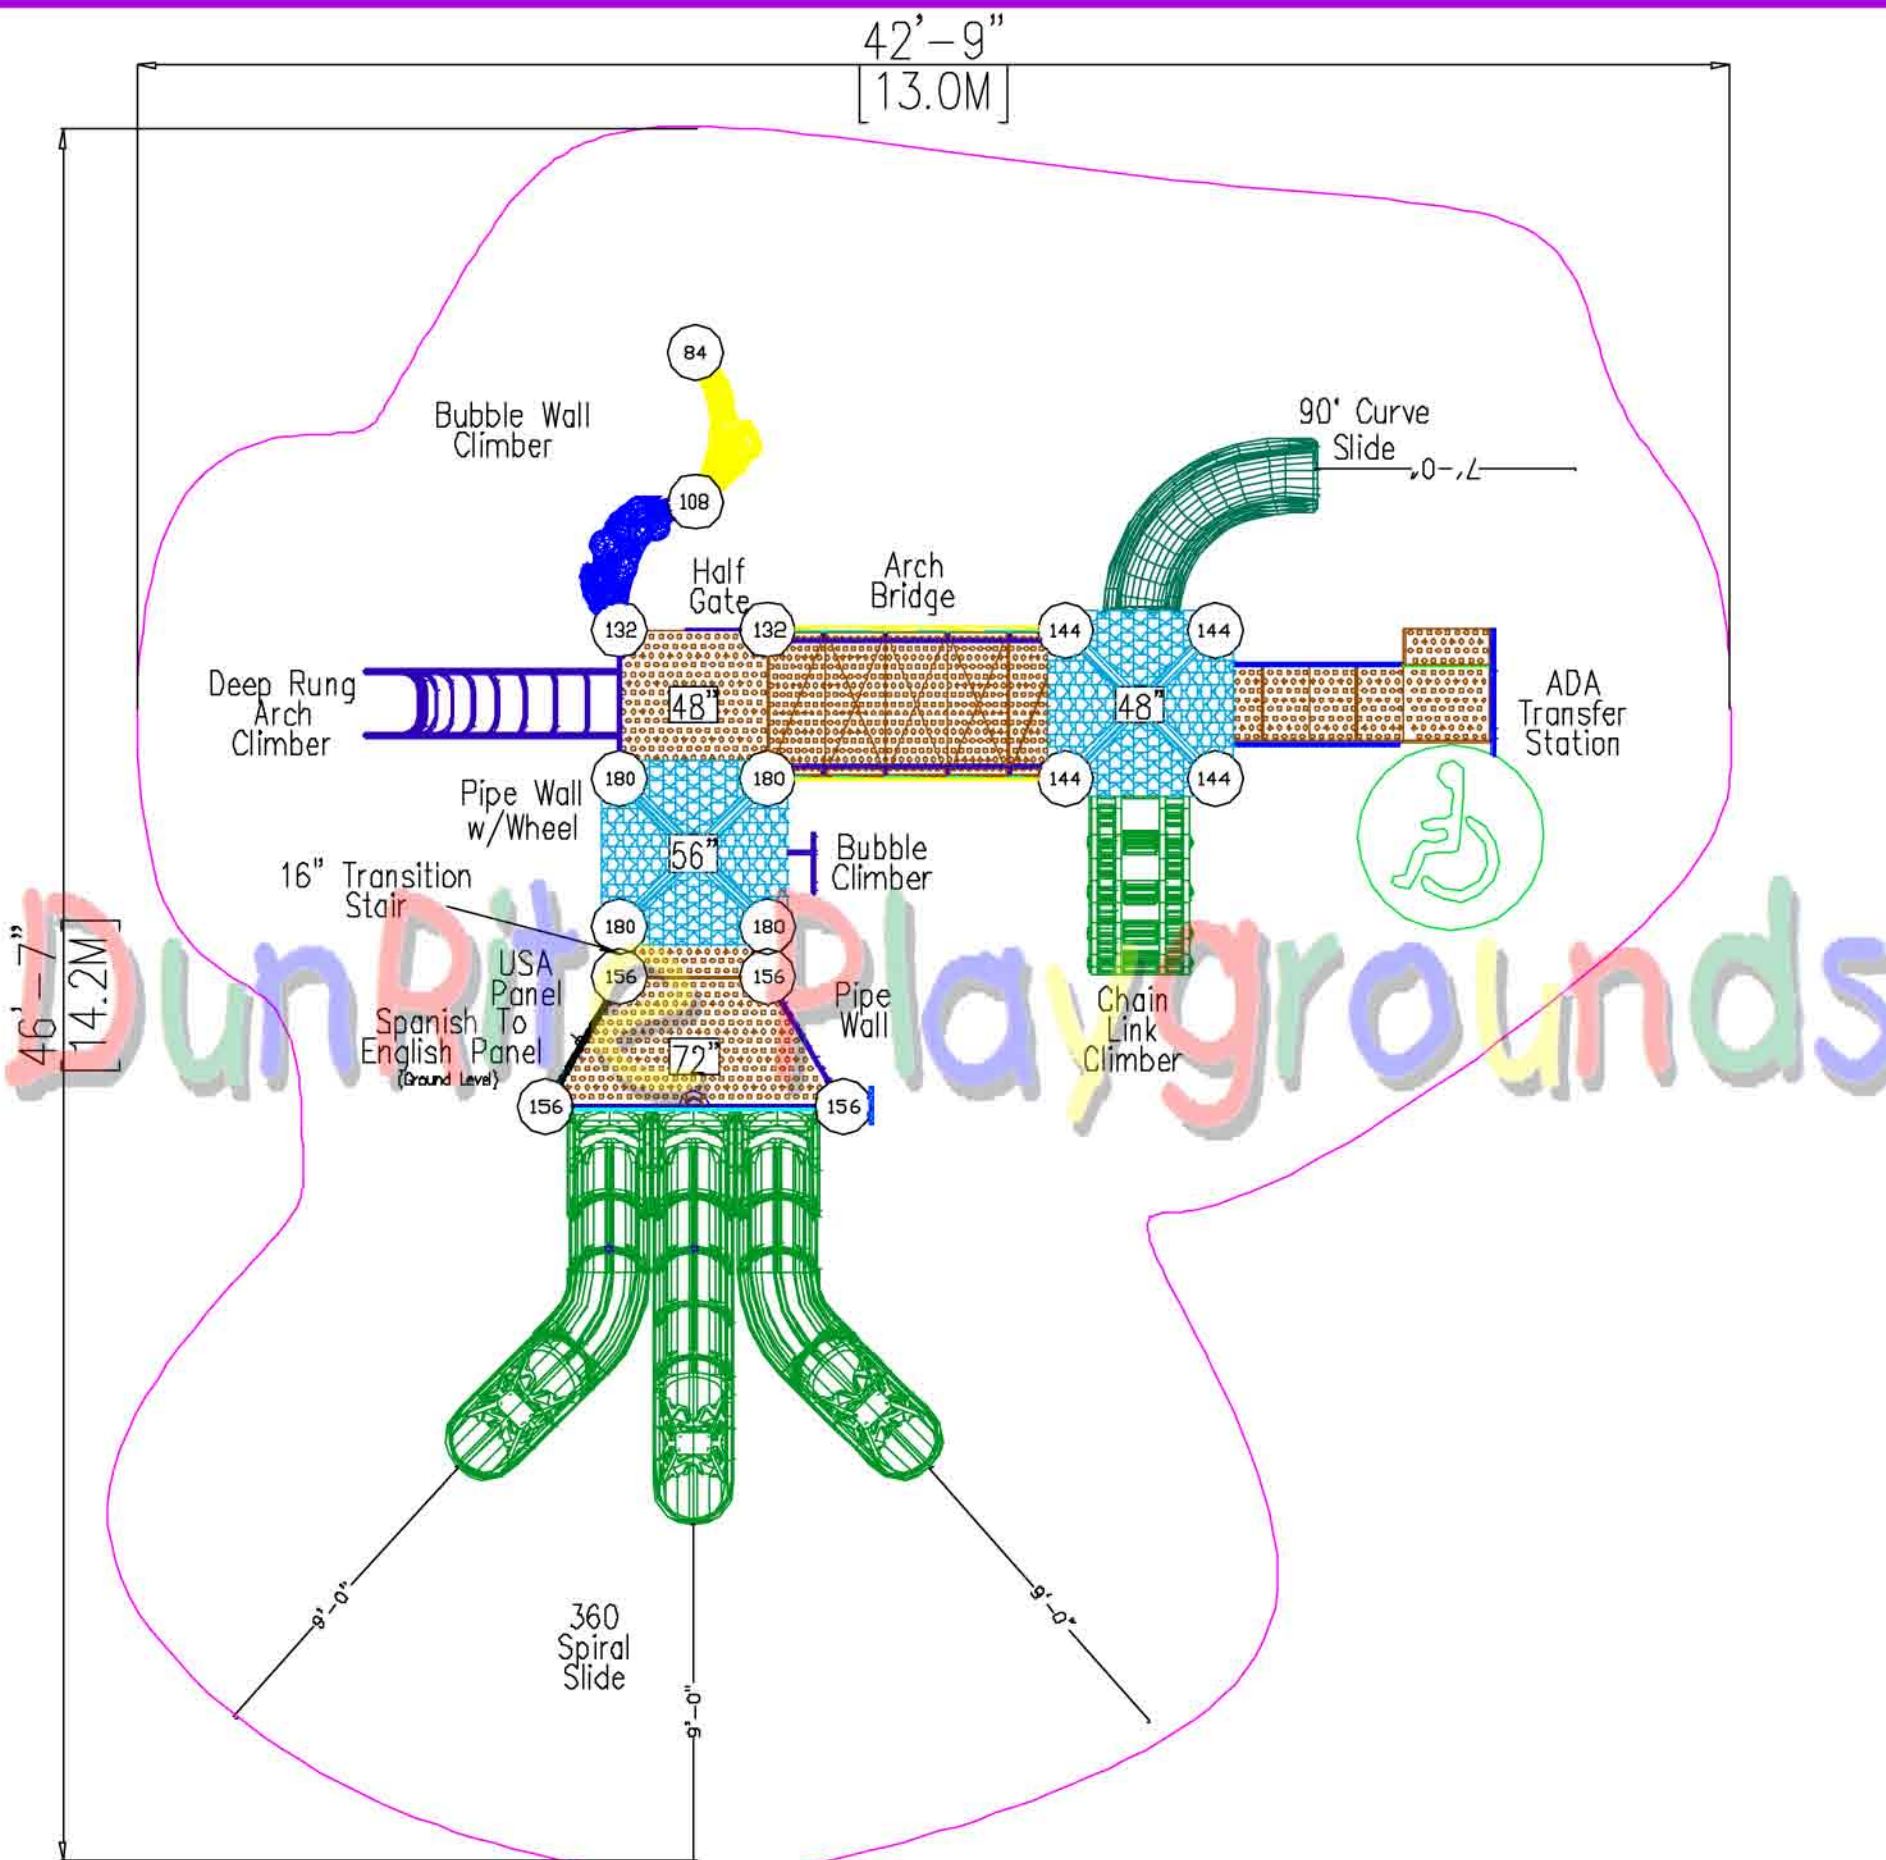 42'-9"
[13.0M]
84
Bubble Wall
Climber
90° Curve
Slide
7'-0"
108
Half
Gate
Arch
Bridge
132
132
144
144
Deep Rung
Arch
Climber
48"
48"
ADA
Transfer
Station
180
180
144
144
Pipe Wall
w/Wheel
56"
Bubble
Climber
16" Transition
Stair
180
180
46'-7"
[14.2M]
DunRite Playgrounds
USA
Panel
156
156
Pipe
Wall
Chain
Link
Climber
Spanish To
English Panel
(Ground Level)
72"
156
156
9'-0"
9'-0"
9'-0"
360
Spiral
Slide